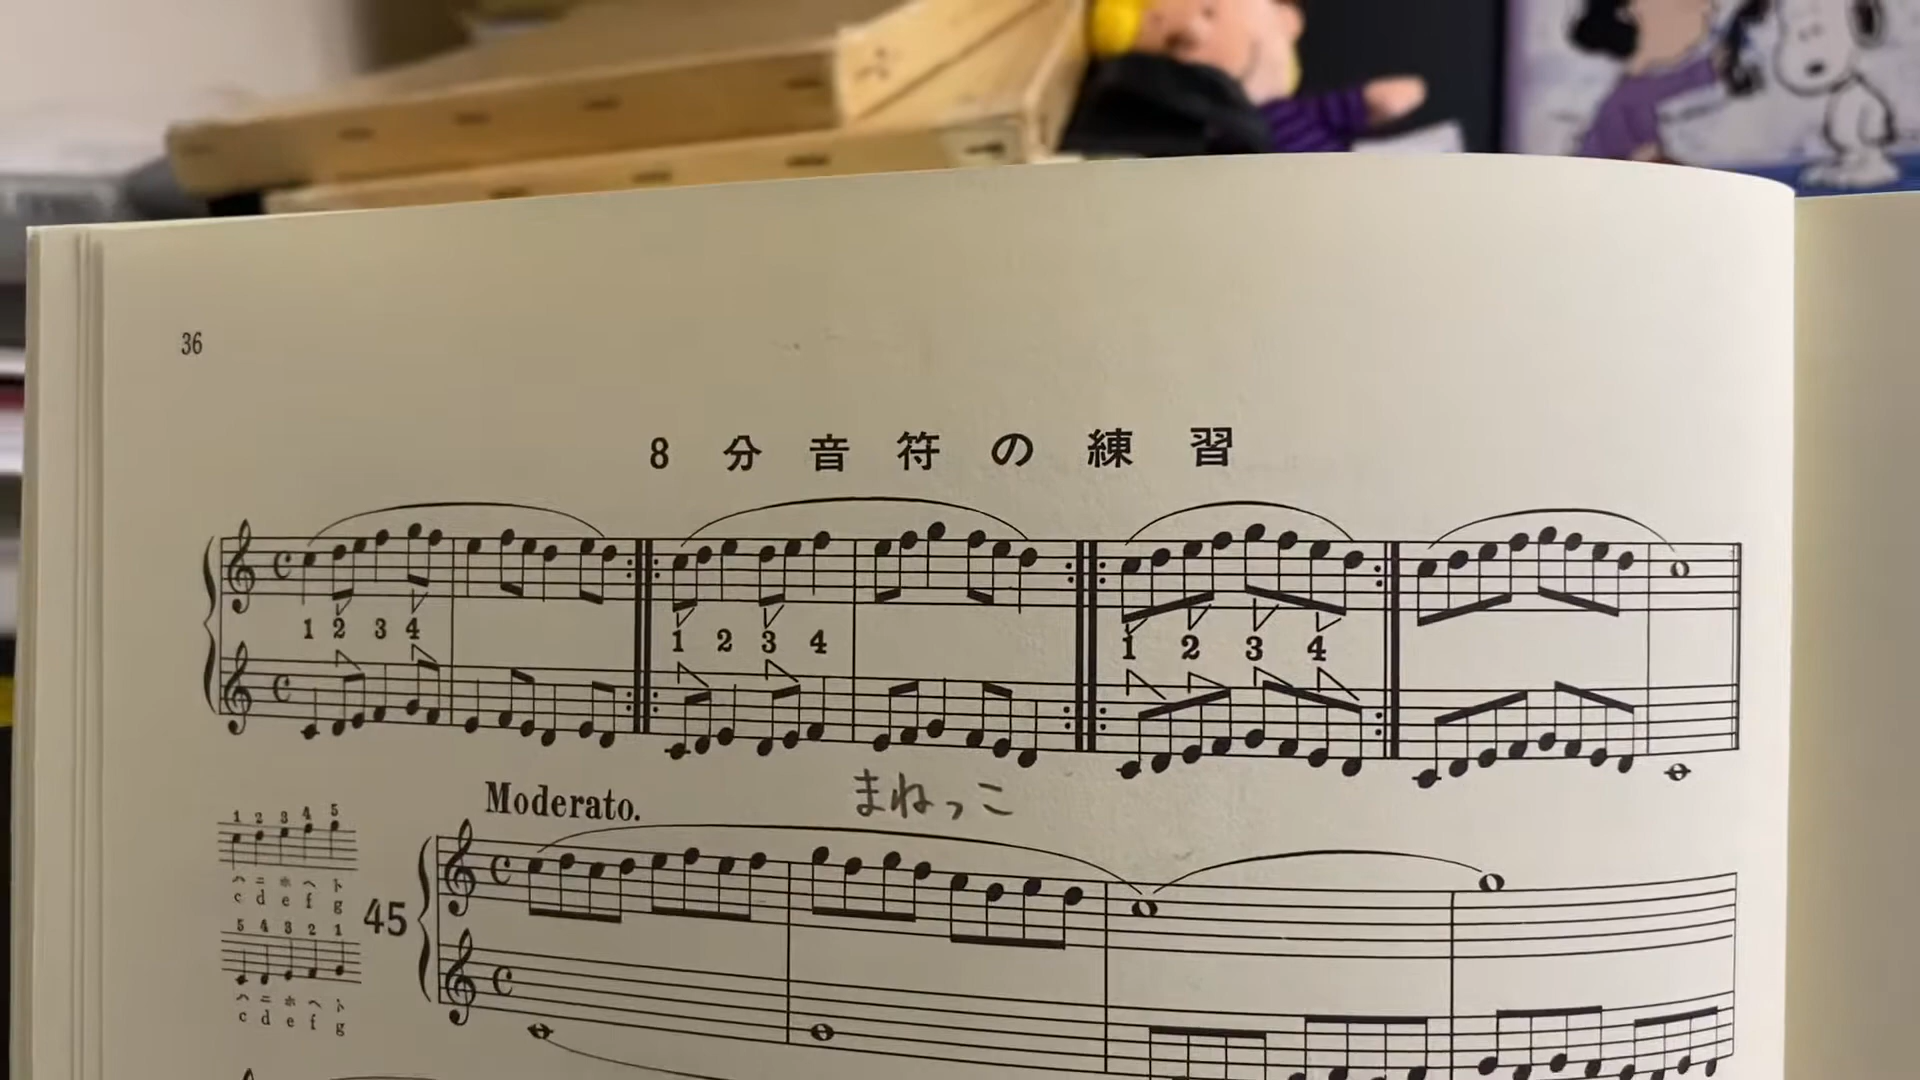 36
8分音符の練習
1 2 3 4 1 2 3 4 1 2 3 4
Moderato.
まねっこ
1 2 3 4 5
ハ ニ ホ ヘ ト
c d e f g
45
5 4 3 2 1
ハ ニ ホ ヘ ト
c d e f g